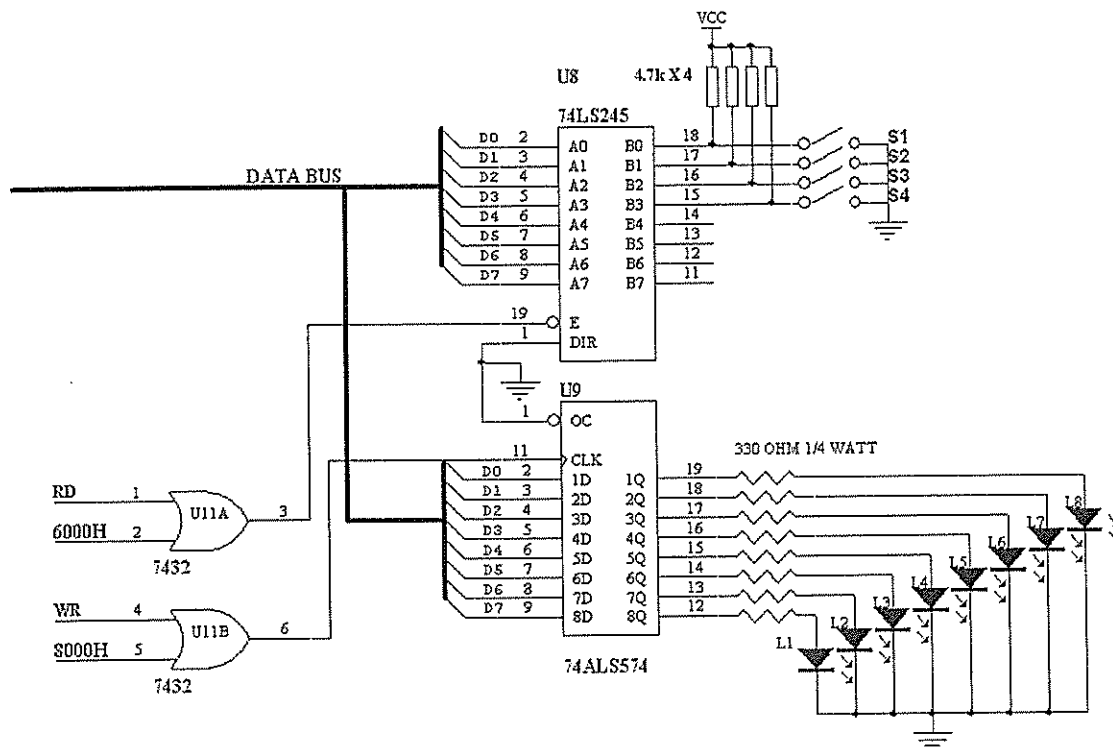 VCC
U8
4.7k X 4
74LS245
D0 2 A0 B0 18 S1
D1 3 A1 B1 17 S2
D2 4 A2 B2 16 S3
D3 5 A3 B3 15 S4
D4 6 A4 B4 14
D5 7 A5 B5 13
D6 8 A6 B6 12
D7 9 A7 B7 11
DATA BUS
19 E
1 DIR
U9
1 OC
11 CLK
330 OHM 1/4 WATT
D0 2 1D 1Q 19 L8
D1 3 2D 2Q 18 L7
D2 4 3D 3Q 17 L6
D3 5 4D 4Q 16 L5
D4 6 5D 5Q 15 L4
D5 7 6D 6Q 14 L3
D6 8 7D 7Q 13 L2
D7 9 8D 8Q 12 L1
74ALS574
RD 1
U11A 3
6000H 2
7432
WR 4
U11B 6
8000H 5
7432